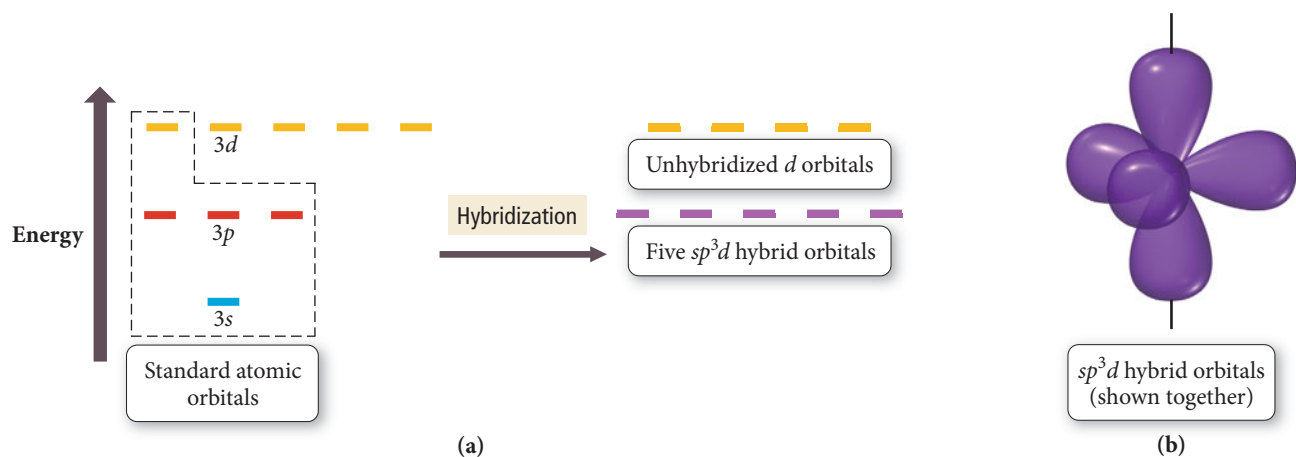 Energy
3d
3p
3s
Standard atomic
orbitals
Hybridization
Unhybridized d orbitals
Five sp³d hybrid orbitals
(a)
sp³d hybrid orbitals
(shown together)
(b)